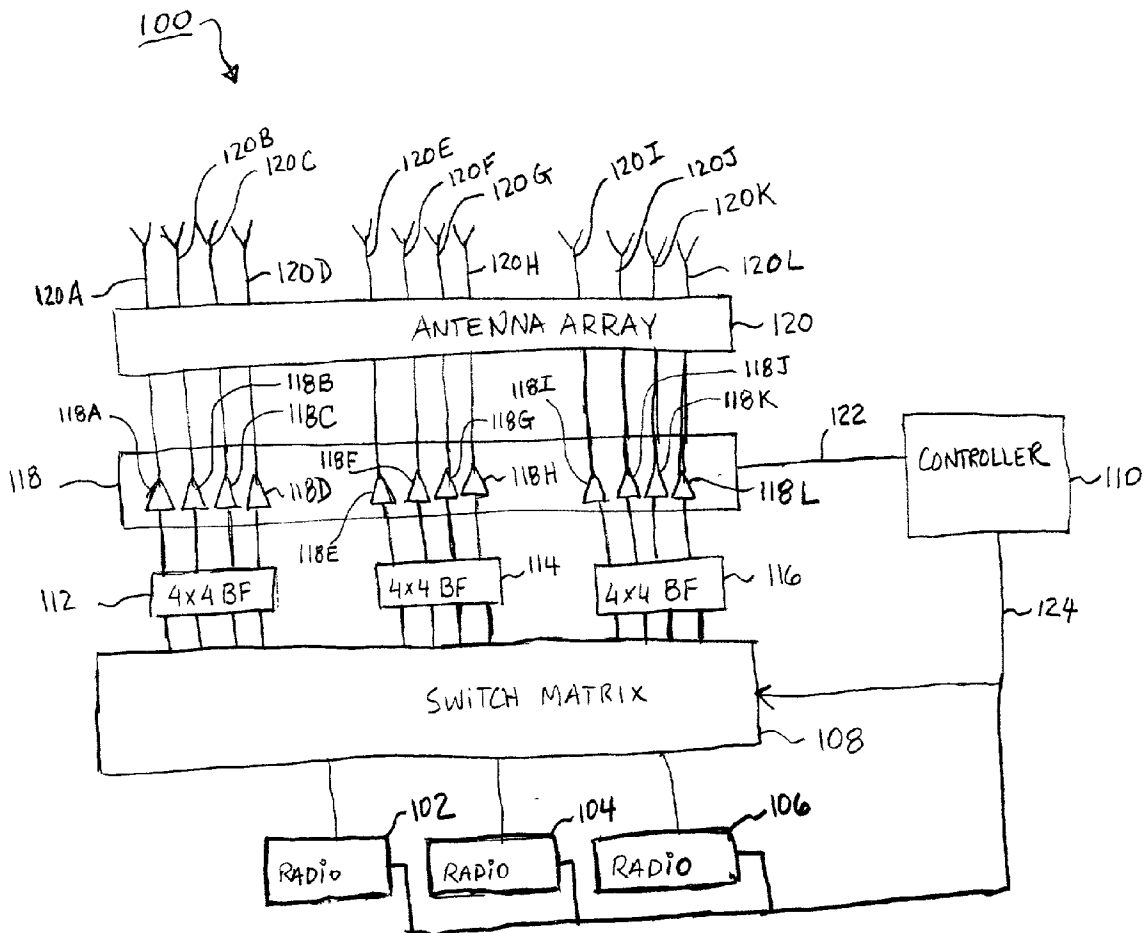 100
120B
120C
120E
120F
120G
120I
120J
120K
120A
120D
120H
120L
ANTENNA ARRAY
120
118A
118B
118C
118G
118I
118J
118K
122
CONTROLLER
118
118D
118F
118H
118L
110
118E
112
4x4 BF
4x4 BF
114
4x4 BF
116
124
SWITCH MATRIX
108
102
104
106
RADIO
RADIO
RADIO